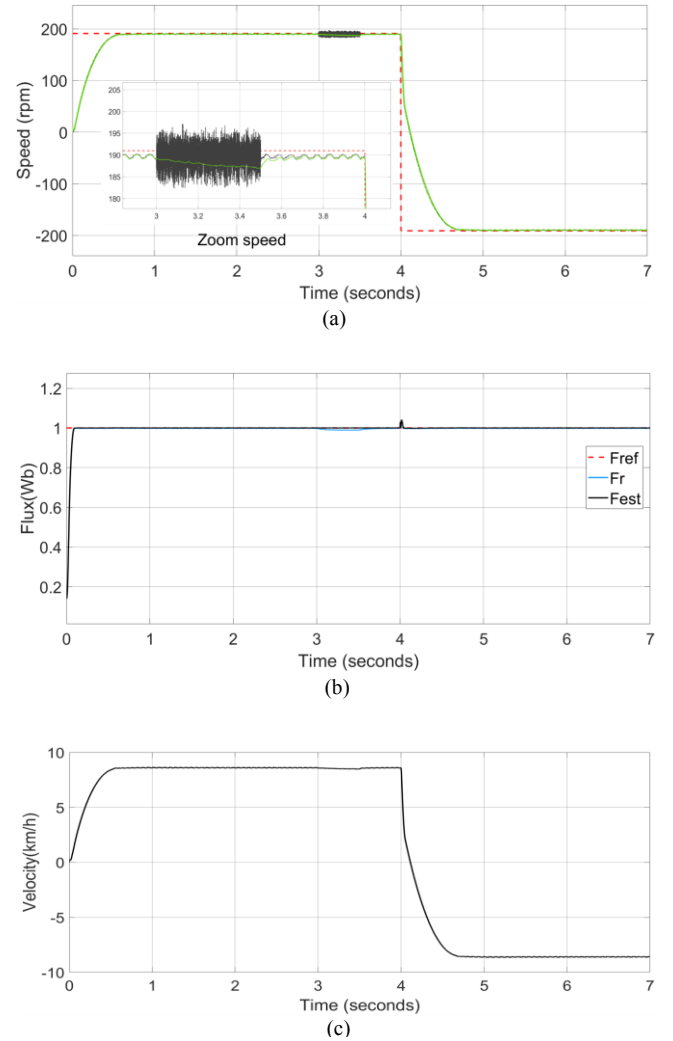 200
100
0
-100
-200
Speed (rpm)
205
200
195
190
185
180
3 3.2 3.4 3.6 3.8 4
Zoom speed
0 1 2 3 4 5 6 7
Time (seconds)
(a)
1.2
1
0.8
0.6
0.4
0.2
Flux(Wb)
Fref
Fr
Fest
0 1 2 3 4 5 6 7
Time (seconds)
(b)
10
5
0
-5
-10
Velocity(km/h)
0 1 2 3 4 5 6 7
Time (seconds)
(c)